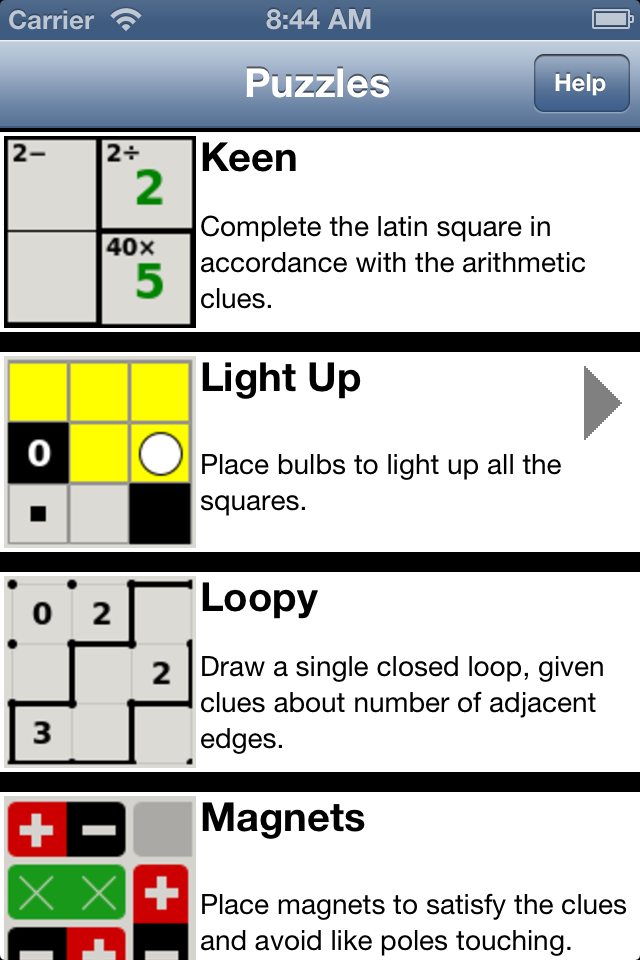 Carrier 8:44 AM
Puzzles Help
2− 2÷
2
40×
5
Keen
Complete the latin square in
accordance with the arithmetic
clues.
0
Light Up
Place bulbs to light up all the
squares.
0 2
2
3
Loopy
Draw a single closed loop, given
clues about number of adjacent
edges.
Magnets
Place magnets to satisfy the clues
and avoid like poles touching.